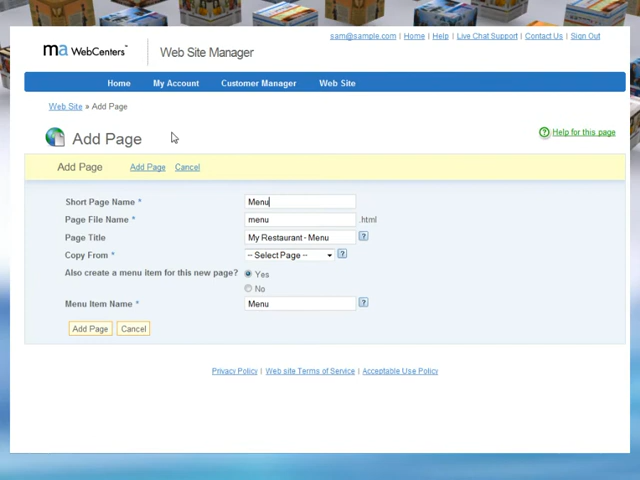 sam@sample.com | Home | Help | Live Chat Support | Contact Us | Sign Out
ma WebCenters™ Web Site Manager
Home My Account Customer Manager Web Site
Web Site » Add Page
Add Page
? Help for this page
Add Page Add Page Cancel
Short Page Name * Menu
Page File Name * menu .html
Page Title My Restaurant - Menu ?
Copy From * -- Select Page -- ?
Also create a menu item for this new page? Yes
No
Menu Item Name * Menu ?
Add Page Cancel
Privacy Policy | Web site Terms of Service | Acceptable Use Policy